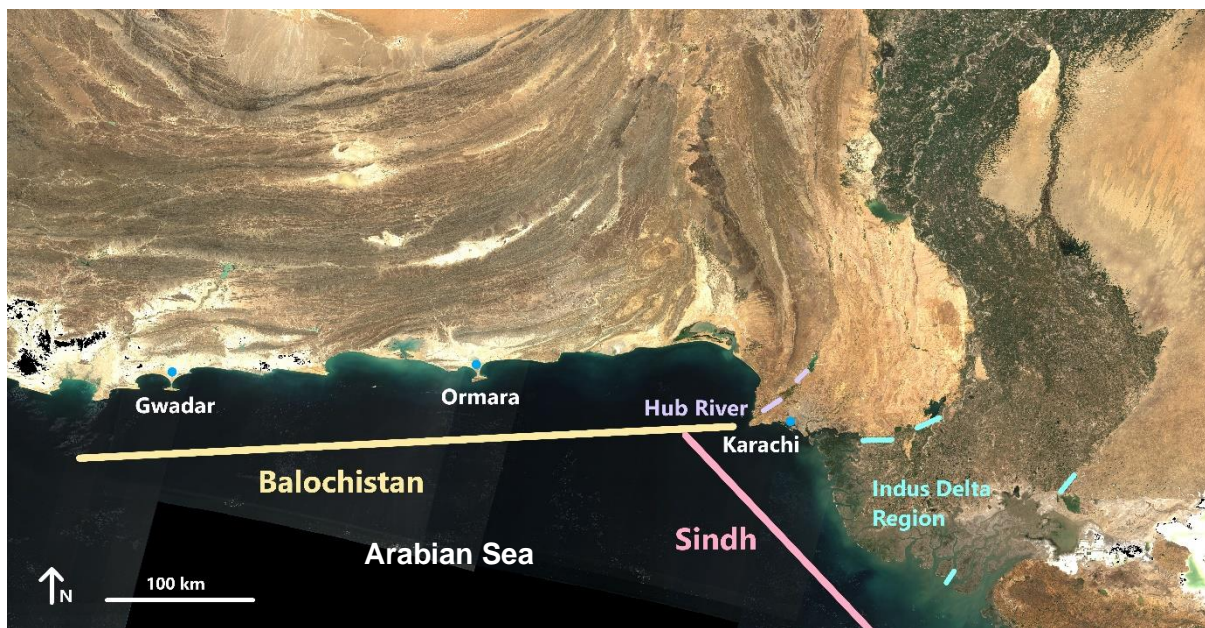 Gwadar
Ormara
Hub River
Karachi
Balochistan
Indus Delta
Region
Sindh
Arabian Sea
100 km
N